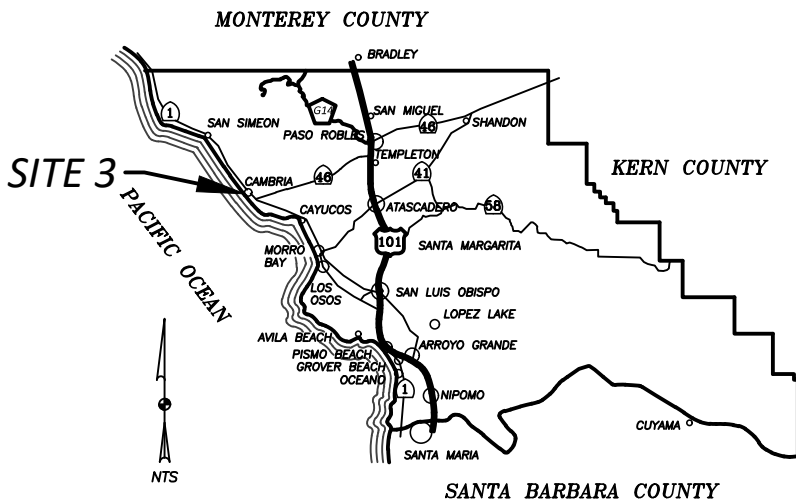 MONTEREY COUNTY
BRADLEY
1
SAN SIMEON
G14
SAN MIGUEL
46
SHANDON
PASO ROBLES
TEMPLETON
KERN COUNTY
SITE 3
CAMBRIA
46
41
CAYUCOS
ATASCADERO
58
PACIFIC OCEAN
101
SANTA MARGARITA
MORRO
BAY
LOS
OSOS
SAN LUIS OBISPO
LOPEZ LAKE
AVILA BEACH
ARROYO GRANDE
PISMO BEACH
GROVER BEACH
OCEANO
1
NIPOMO
CUYAMA
SANTA MARIA
NTS
SANTA BARBARA COUNTY